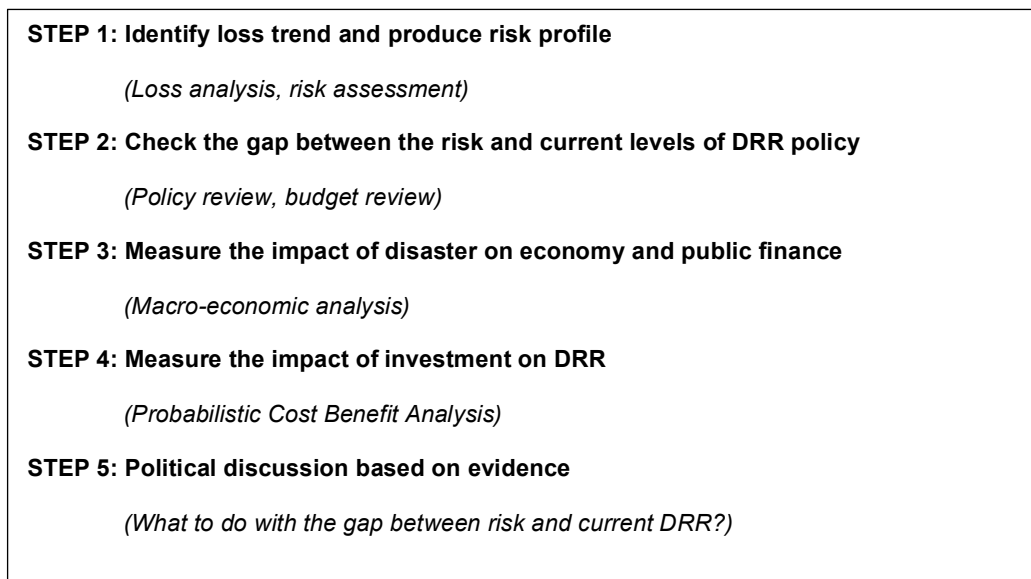 STEP 1: Identify loss trend and produce risk profile
(Loss analysis, risk assessment)
STEP 2: Check the gap between the risk and current levels of DRR policy
(Policy review, budget review)
STEP 3: Measure the impact of disaster on economy and public finance
(Macro-economic analysis)
STEP 4: Measure the impact of investment on DRR
(Probabilistic Cost Benefit Analysis)
STEP 5: Political discussion based on evidence
(What to do with the gap between risk and current DRR?)